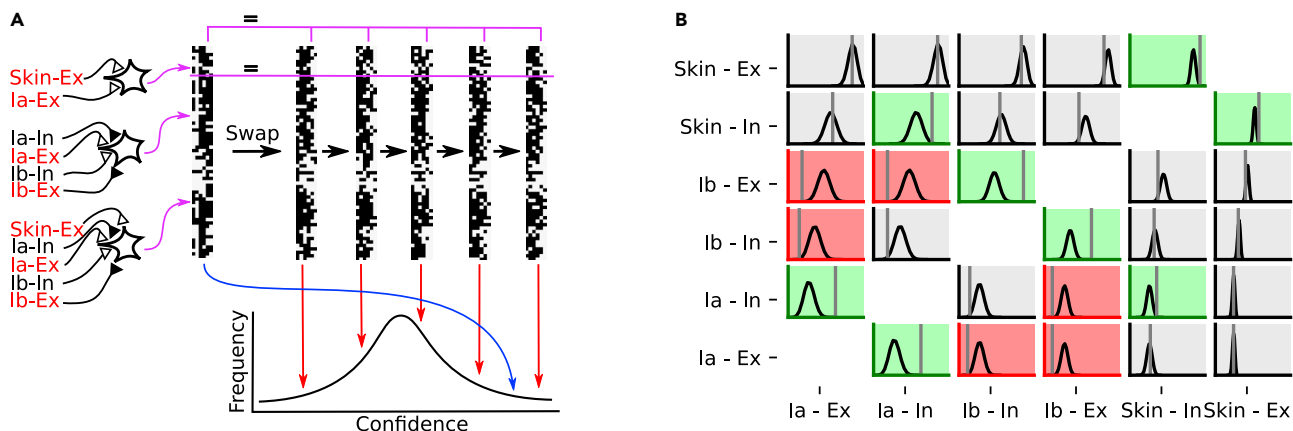 A
=
=
Skin-Ex
Ia-Ex
Ia-In
Ia-Ex
Ib-In
Ib-Ex
Skin-Ex
Ia-In
Ia-Ex
Ib-In
Ib-Ex
Swap
Frequency
Confidence
B
Skin - Ex
Skin - In
Ib - Ex
Ib - In
Ia - In
Ia - Ex
Ia - Ex Ia - In Ib - In Ib - Ex Skin - In Skin - Ex